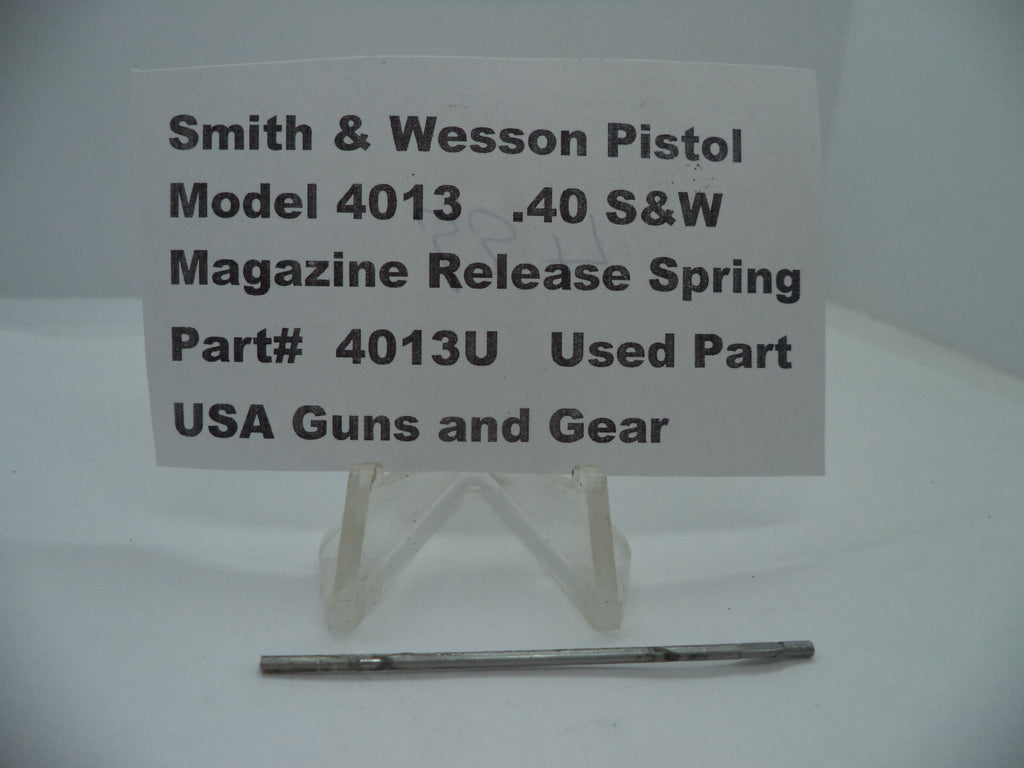 Smith & Wesson Pistol
Model 4013 .40 S&W
Magazine Release Spring
Part# 4013U Used Part
USA Guns and Gear